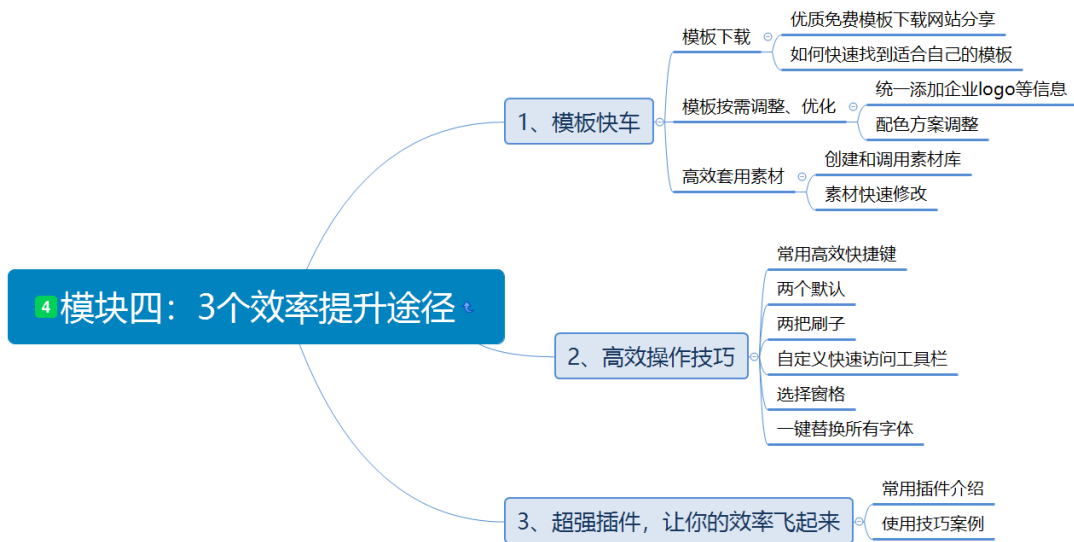 4
模块四：3个效率提升途径
1、模板快车
模板下载
优质免费模板下载网站分享
如何快速找到适合自己的模板
模板按需调整、优化
统一添加企业logo等信息
配色方案调整
高效套用素材
创建和调用素材库
素材快速修改
2、高效操作技巧
常用高效快捷键
两个默认
两把刷子
自定义快速访问工具栏
选择窗格
一键替换所有字体
3、超强插件，让你的效率飞起来
常用插件介绍
使用技巧案例